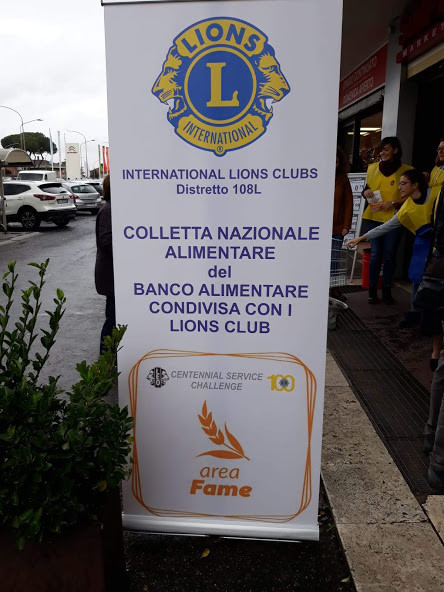 LIONS
L
INTERNATIONAL
®
INTERNATIONAL LIONS CLUBS
Distretto 108L
COLLETTA NAZIONALE
ALIMENTARE
del
BANCO ALIMENTARE
CONDIVISA CON I
LIONS CLUB
CENTENNIAL SERVICE
CHALLENGE
100
area
Fame